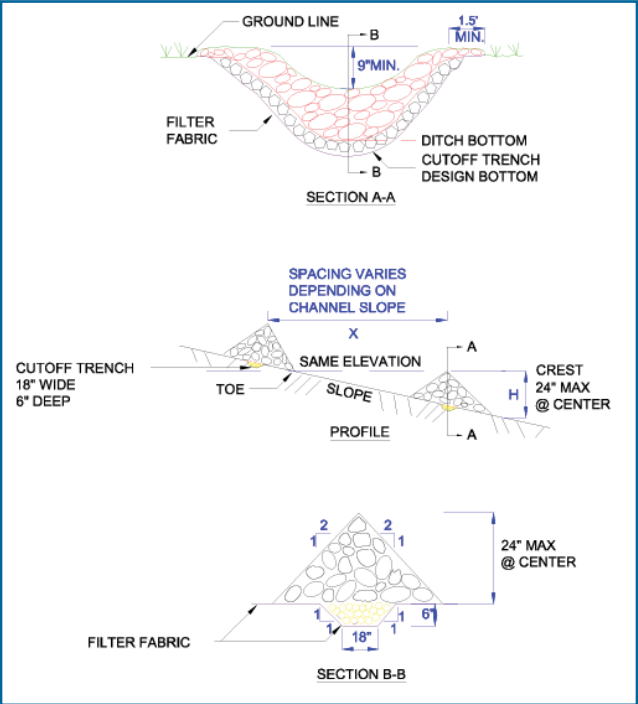 GROUND LINE
B
1.5'
MIN.
9"MIN.
FILTER
FABRIC
DITCH BOTTOM
CUTOFF TRENCH
DESIGN BOTTOM
B
SECTION A-A
SPACING VARIES
DEPENDING ON
CHANNEL SLOPE
X
A
CUTOFF TRENCH
18" WIDE
6" DEEP
SAME ELEVATION
TOE
SLOPE
H
CREST
24" MAX
@ CENTER
PROFILE
A
2
1
2
1
24" MAX
@ CENTER
1
1
18"
1
1
6"
FILTER FABRIC
SECTION B-B